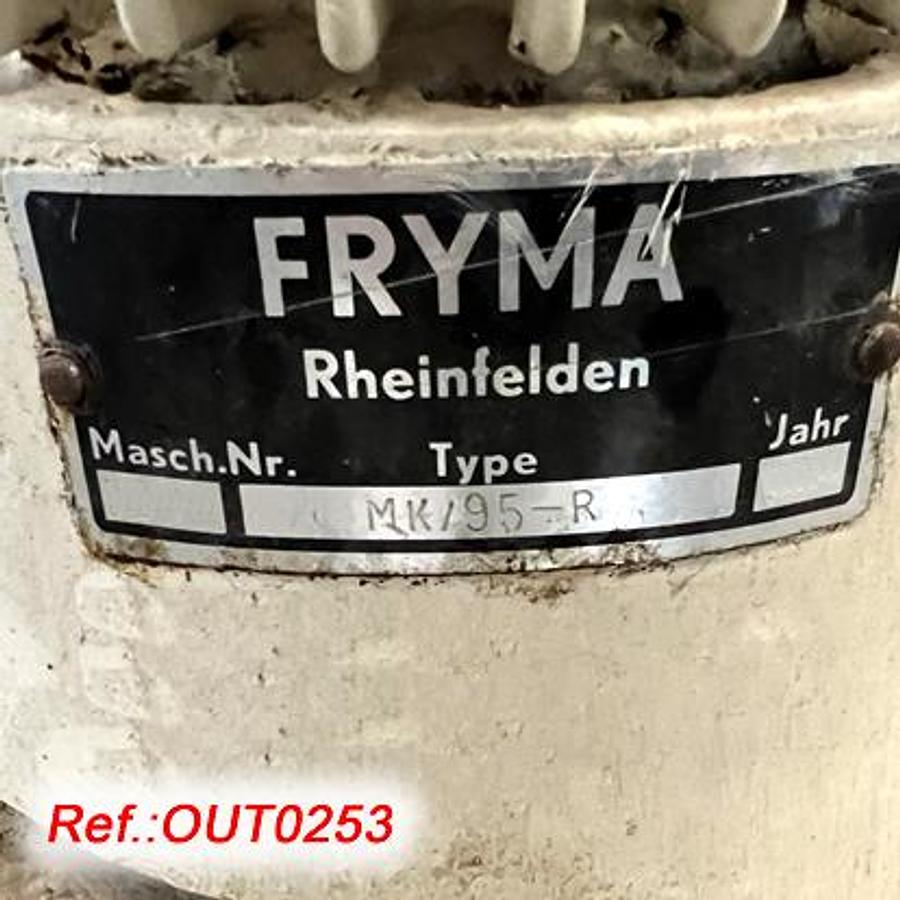 FRYMA
Rheinfelden
Masch.Nr. Type Jahr
MK/95-R
Ref.:OUT0253